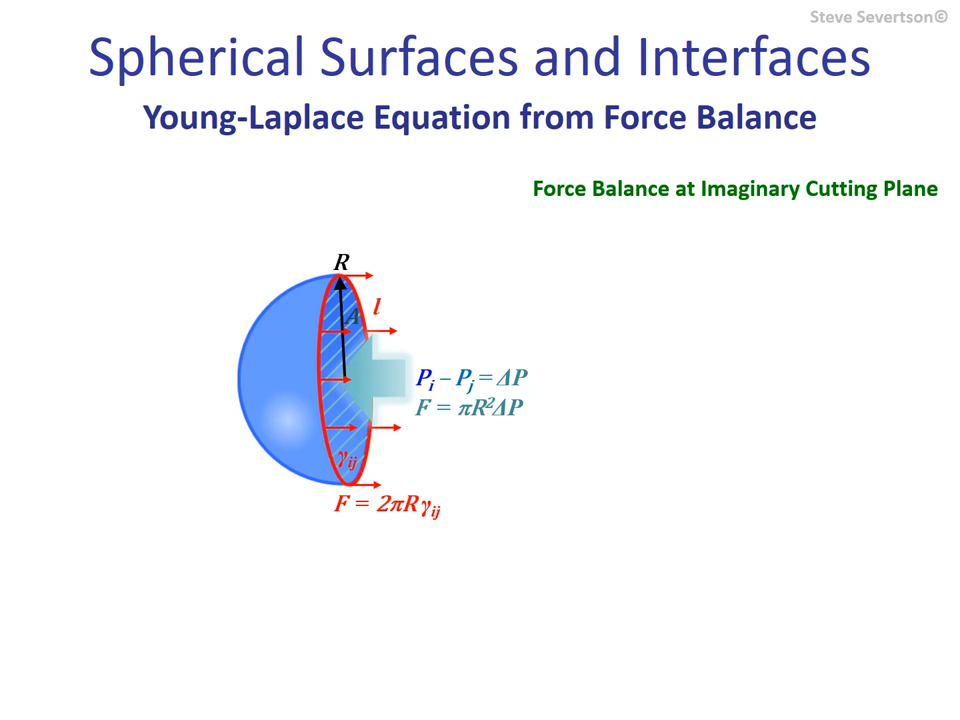 Steve Severtson©
Spherical Surfaces and Interfaces
Young-Laplace Equation from Force Balance
Force Balance at Imaginary Cutting Plane
R
l
A
Pᵢ – Pⱼ = ΔP
F = πR²ΔP
γᵢⱼ
F = 2πRγᵢⱼ